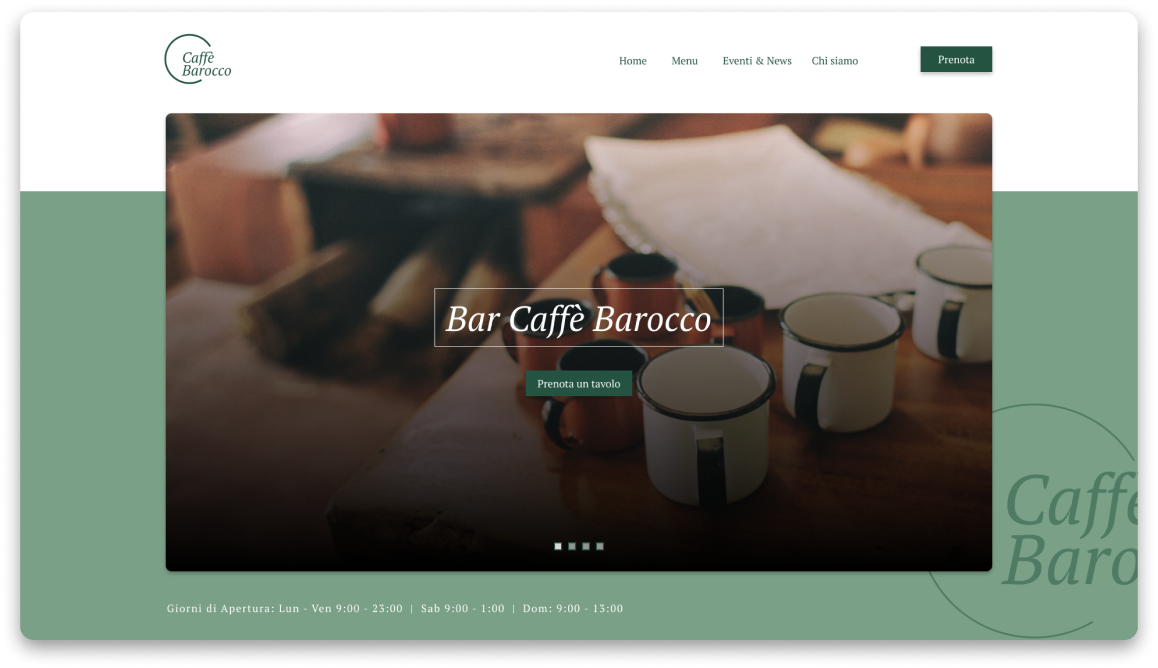 Caffè
Barocco
Home
Menu
Eventi & News
Chi siamo
Prenota
Bar Caffè Barocco
Prenota un tavolo
Caffè
Baro
Giorni di Apertura: Lun - Ven 9:00 - 23:00 | Sab 9:00 - 1:00 | Dom: 9:00 - 13:00